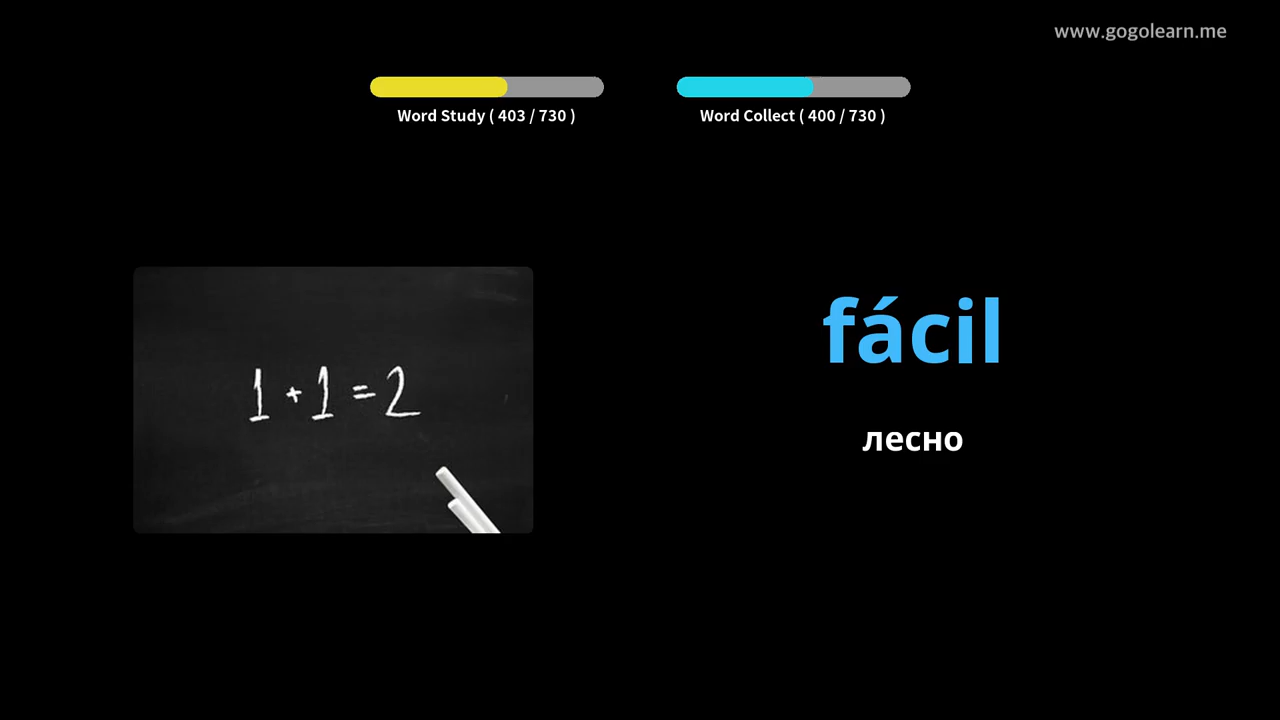 www.gogolearn.me
Word Study ( 403 / 730 )
Word Collect ( 400 / 730 )
1 + 1 = 2
fácil
лесно